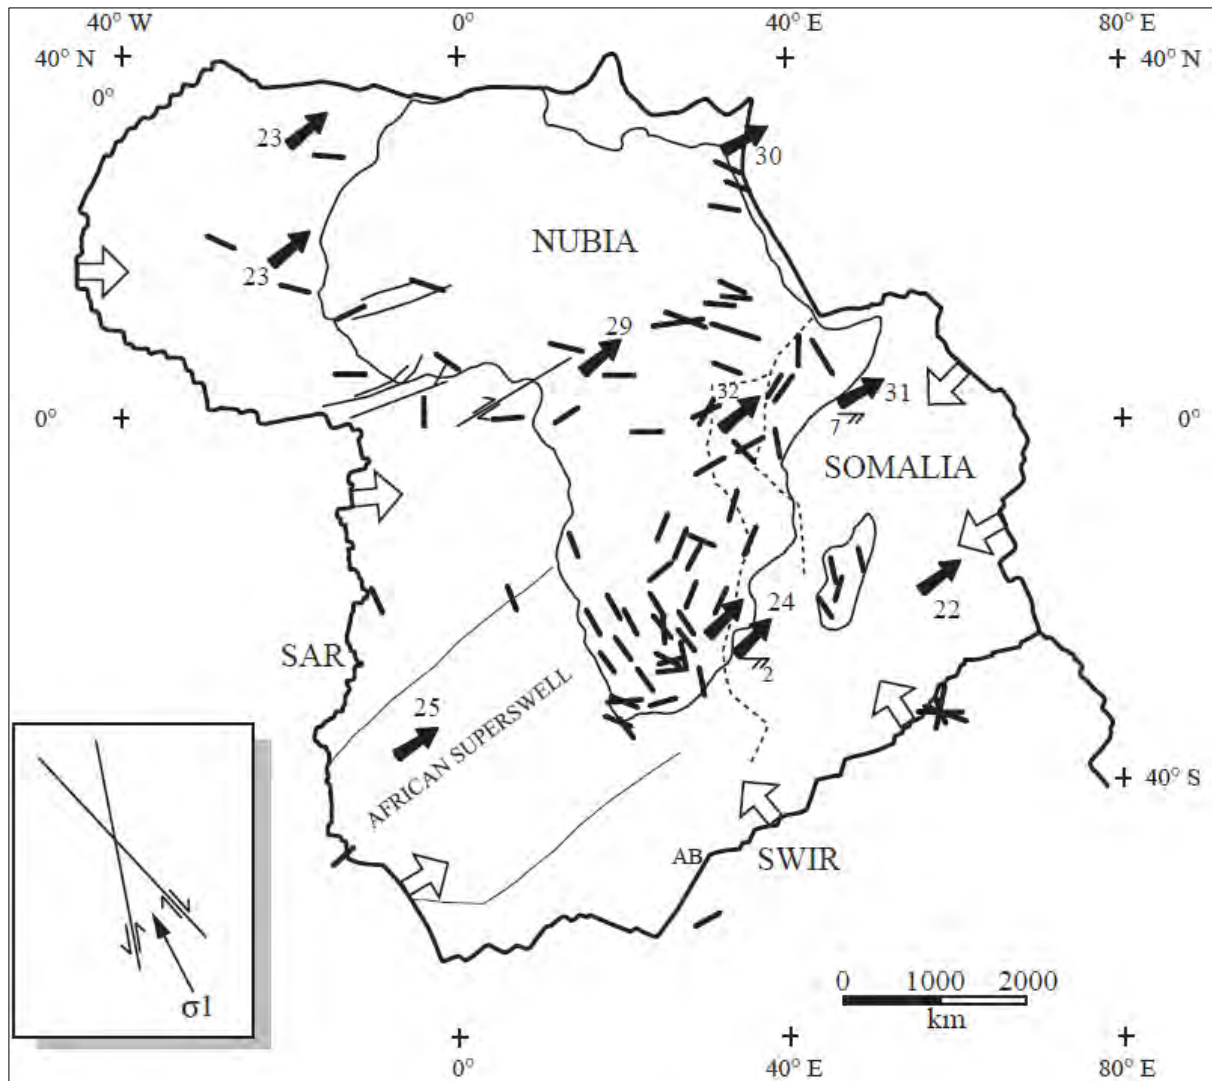 40° W
0°
40° E
80° E
40° N
40° N
0°
23
30
NUBIA
23
29
32
31
0°
7
0°
SOMALIA
24
22
SAR
2
25
AFRICAN SUPERSWELL
40° S
AB
SWIR
σ1
0 1000 2000
km
0°
40° E
80° E